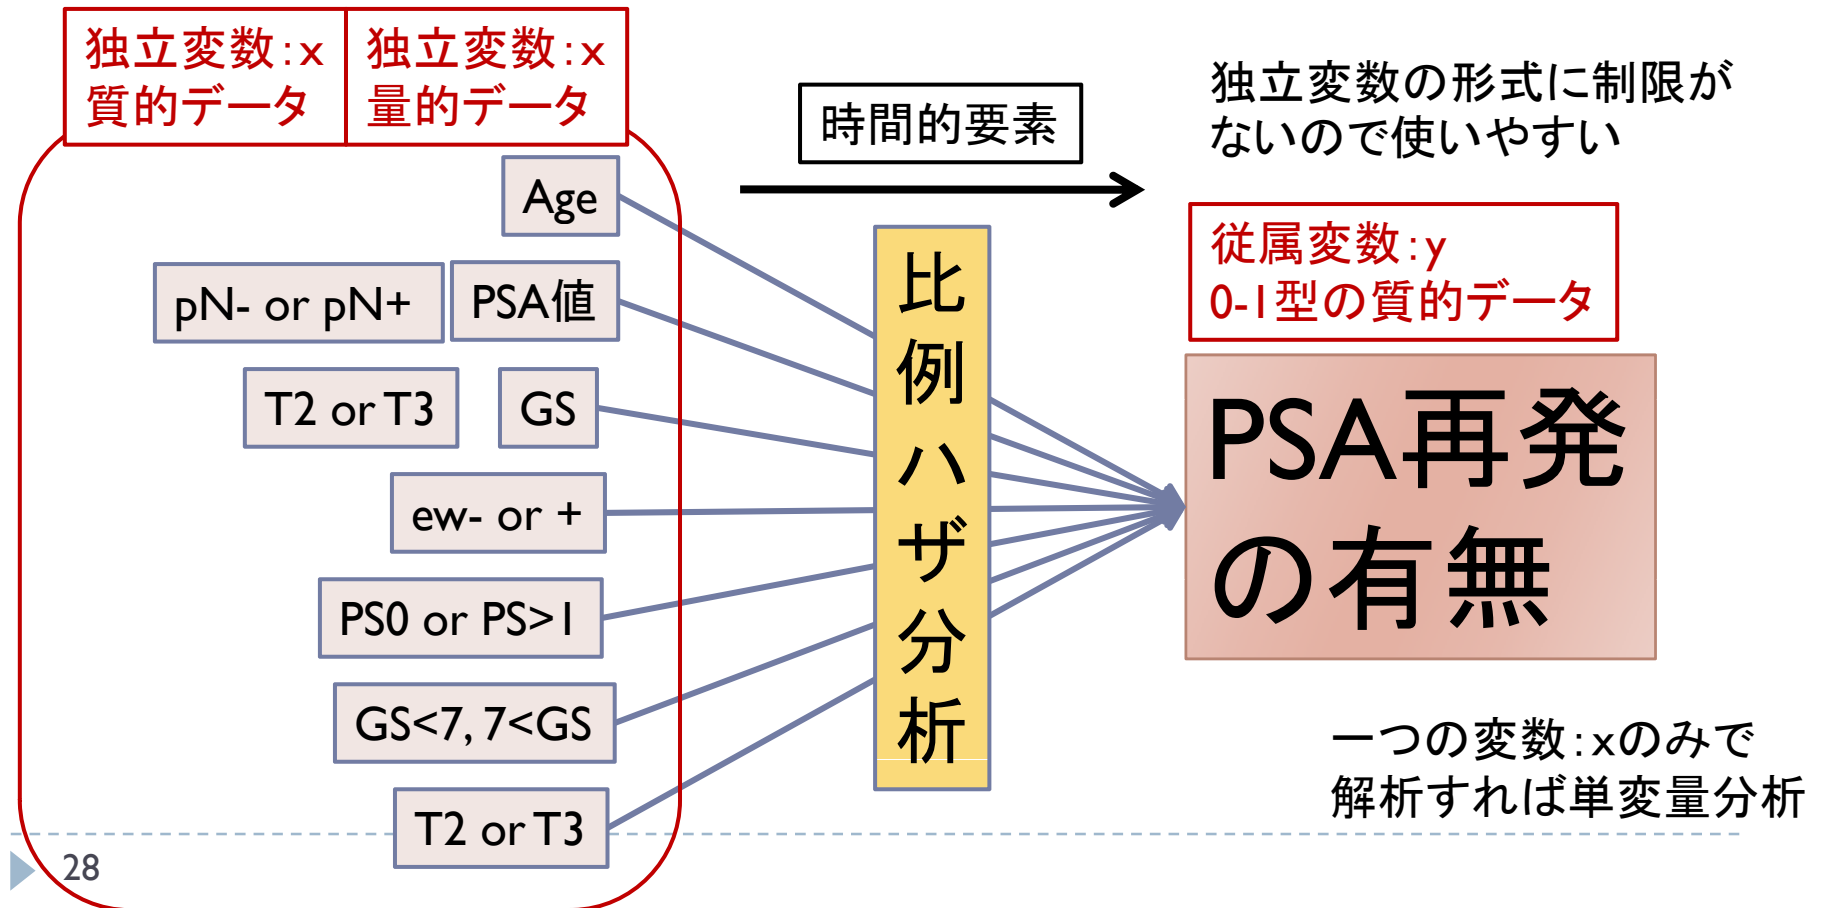 独立変数：x
質的データ
独立変数：x
量的データ
時間的要素
独立変数の形式に制限が
ないので使いやすい
Age
pN- or pN+
PSA値
T2 or T3
GS
ew- or +
PS0 or PS>1
GS<7, 7<GS
T2 or T3
比例ハザ分析
従属変数：y
0-1型の質的データ
PSA再発
の有無
一つの変数：xのみで
解析すれば単変量分析
28